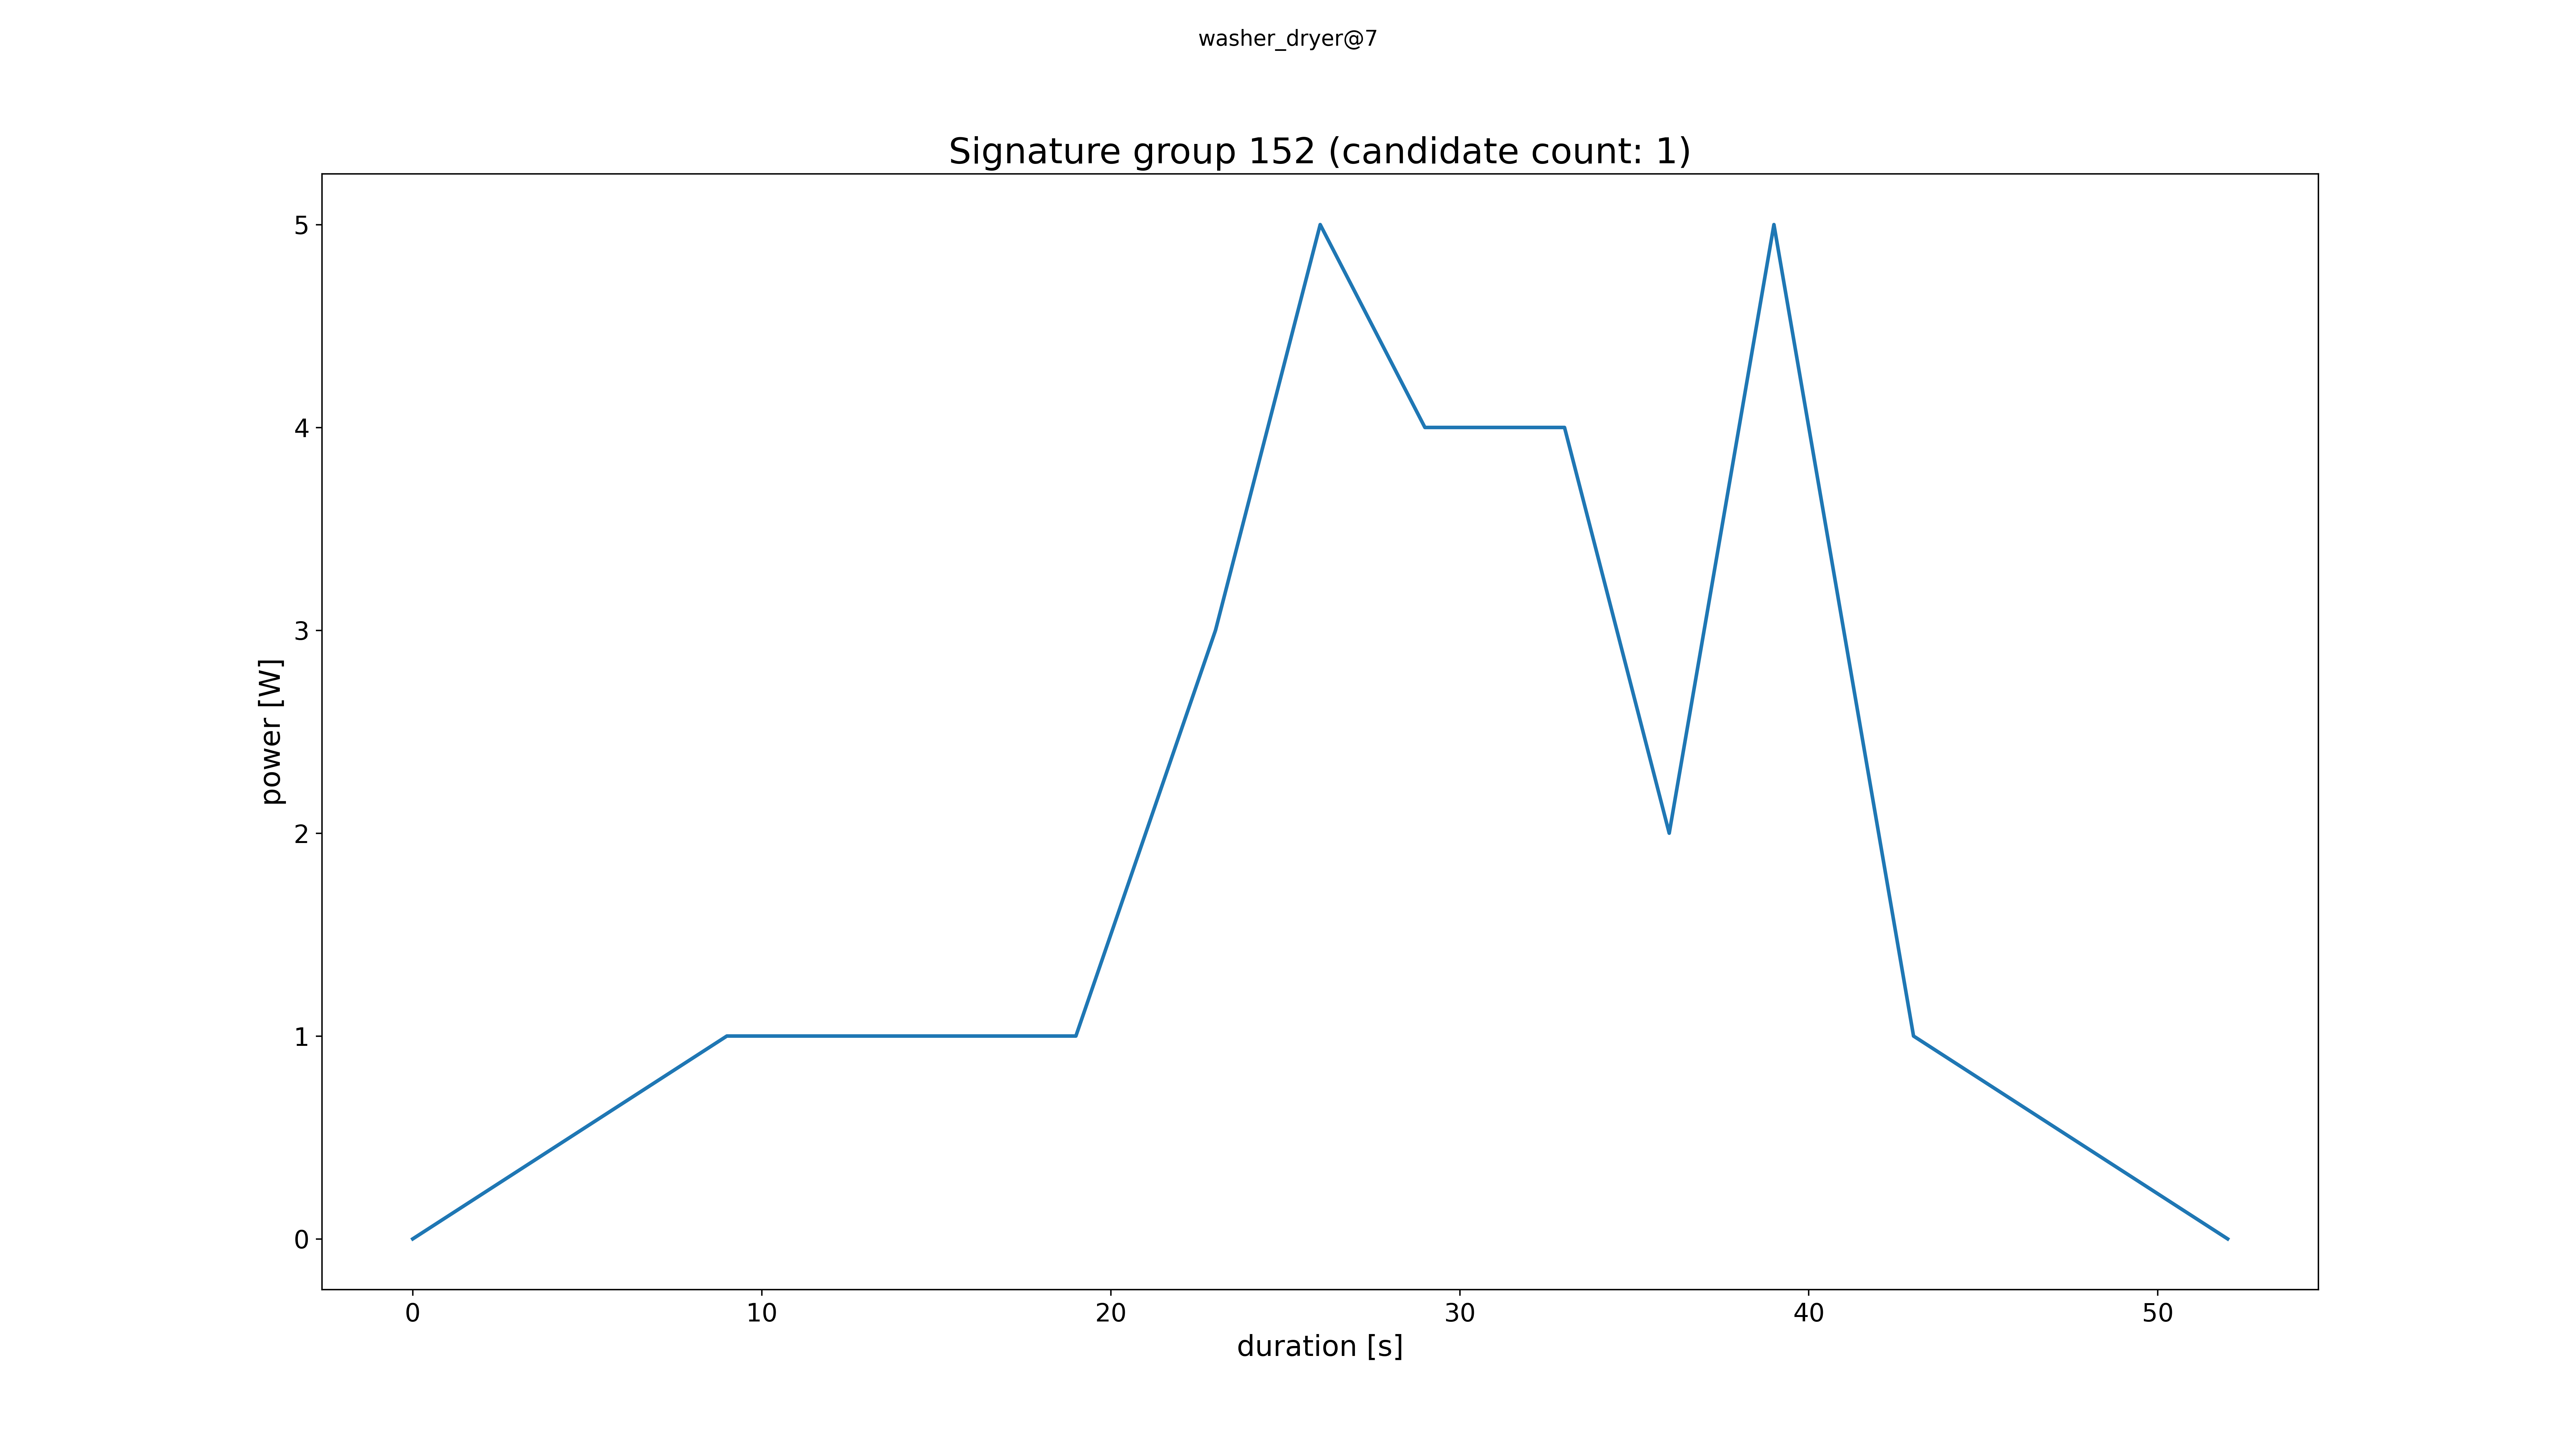 washer_dryer@7
Signature group 152 (candidate count: 1)
5
4
3
2
1
0
power [W]
0 10 20 30 40 50
duration [s]